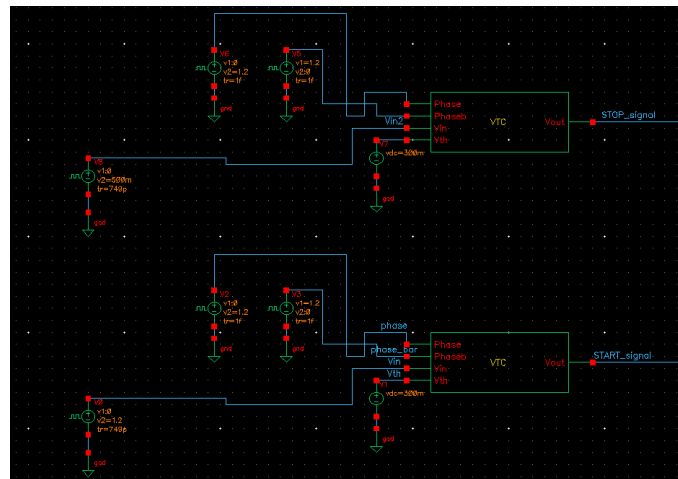 V6
v1:0
v2=1.2
tr=1f
gnd
V5
v1=1.2
v2:0
tr=1f
gnd
Phase
Phaseb
Vin
Vth
VTC
Vout
STOP_signal
Vin2
V7
vdc=300m
gnd
v1:0
v2=500m
tr=749p
gnd
V2
v1:0
v2=1.2
tr=1f
gnd
V3
v1=1.2
v2:0
tr=1f
gnd
phase
phase_bar
Vin
Vth
Phase
Phaseb
Vin
Vth
VTC
Vout
START_signal
vdc=300m
gnd
v1:0
v2=1.2
tr=749p
gnd